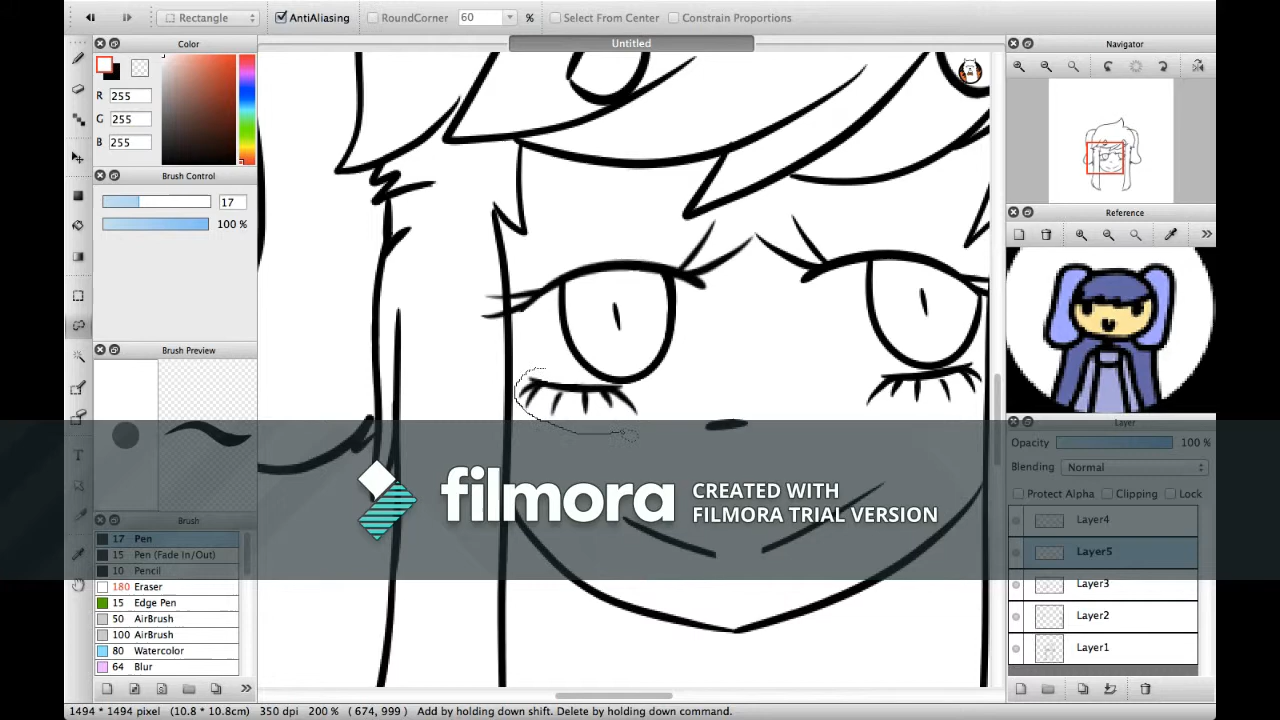 Rectangle AntiAliasing RoundCorner 60 % Select From Center Constrain Proportions
Untitled
Color
R 255
G 255
B 255
Brush Control
17
100 %
Brush Preview
Brush
17 Pen
15 Pen (Fade In/Out)
10 Pencil
180 Eraser
15 Edge Pen
50 AirBrush
100 AirBrush
80 Watercolor
64 Blur
filmora CREATED WITH
FILMORA TRIAL VERSION
Navigator
Reference
Layer
Opacity 100 %
Blending Normal
Protect Alpha Clipping Lock
Layer4
Layer5
Layer3
Layer2
Layer1
1494 * 1494 pixel (10.8 * 10.8cm) 350 dpi 200 % ( 674, 999 ) Add by holding down shift. Delete by holding down command.